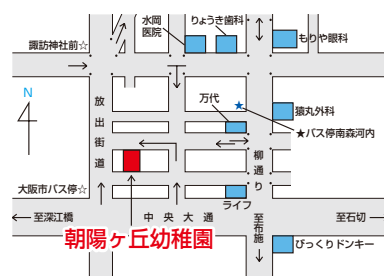 水岡
医院
りょうき歯科
もりや眼科
諏訪神社前☆
N
放出街道
万代
猿丸外科
★バス停南森河内
柳通り
大阪市バス停☆
ライフ
←至深江橋
中央大通
至布施
至石切→
朝陽ヶ丘幼稚園
びっくりドンキー